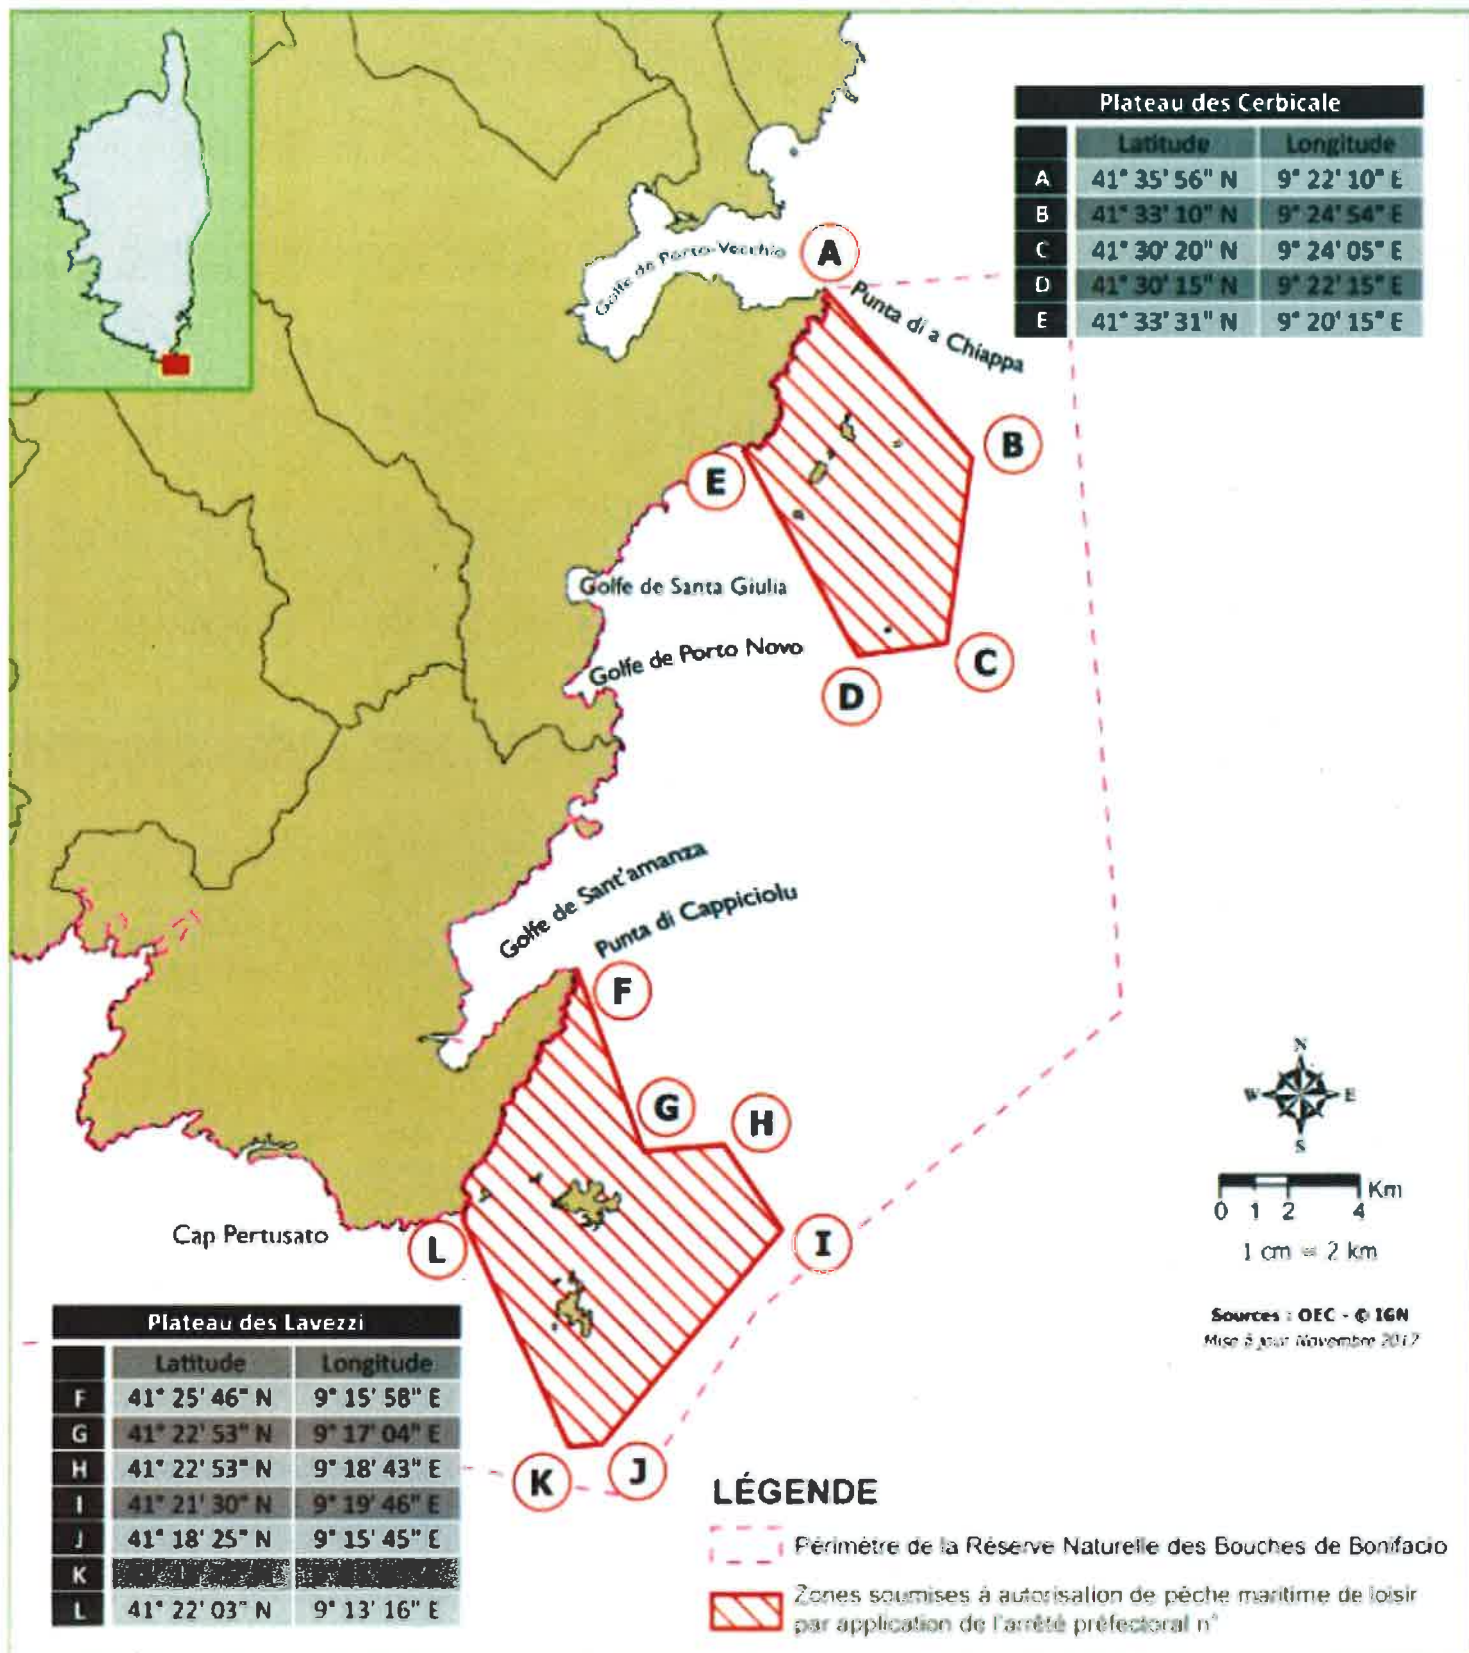 Plateau des Cerbicale
Latitude Longitude
A 41° 35' 56" N 9° 22' 10" E
B 41° 33' 10" N 9° 24' 54" E
C 41° 30' 20" N 9° 24' 05" E
D 41° 30' 15" N 9° 22' 15" E
E 41° 33' 31" N 9° 20' 15" E
Golfe de Porto-Vecchio
A
Punta di a Chiappa
B
E
Golfe de Santa Giulia
Golfe de Porto Novo
C
D
Golfe de Sant'amanza
Punta di Cappiciolu
F
G
H
I
Cap Pertusato
L
K
J
N
W E
S
Km
0 1 2 4
1 cm = 2 km
Sources : OEC - © IGN
Mise à jour Novembre 2017
Plateau des Lavezzi
Latitude Longitude
F 41° 25' 46" N 9° 15' 58" E
G 41° 22' 53" N 9° 17' 04" E
H 41° 22' 53" N 9° 18' 43" E
I 41° 21' 30" N 9° 19' 46" E
J 41° 18' 25" N 9° 15' 45" E
K
L 41° 22' 03" N 9° 13' 16" E
LÉGENDE
Périmètre de la Réserve Naturelle des Bouches de Bonifacio
Zones soumises à autorisation de pêche maritime de loisir
par application de l'arrêté préfectoral n°